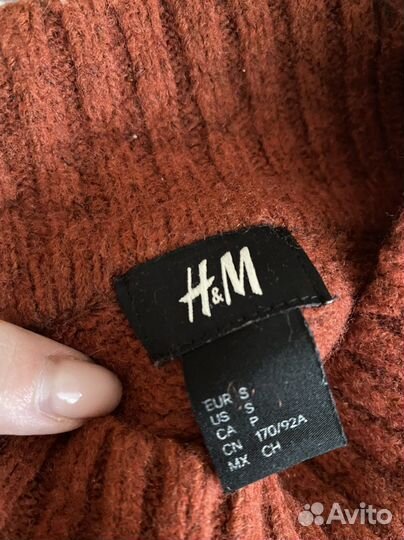 H&M
EUR S
US S
CA P
CN 170/92A
MX CH
Avito